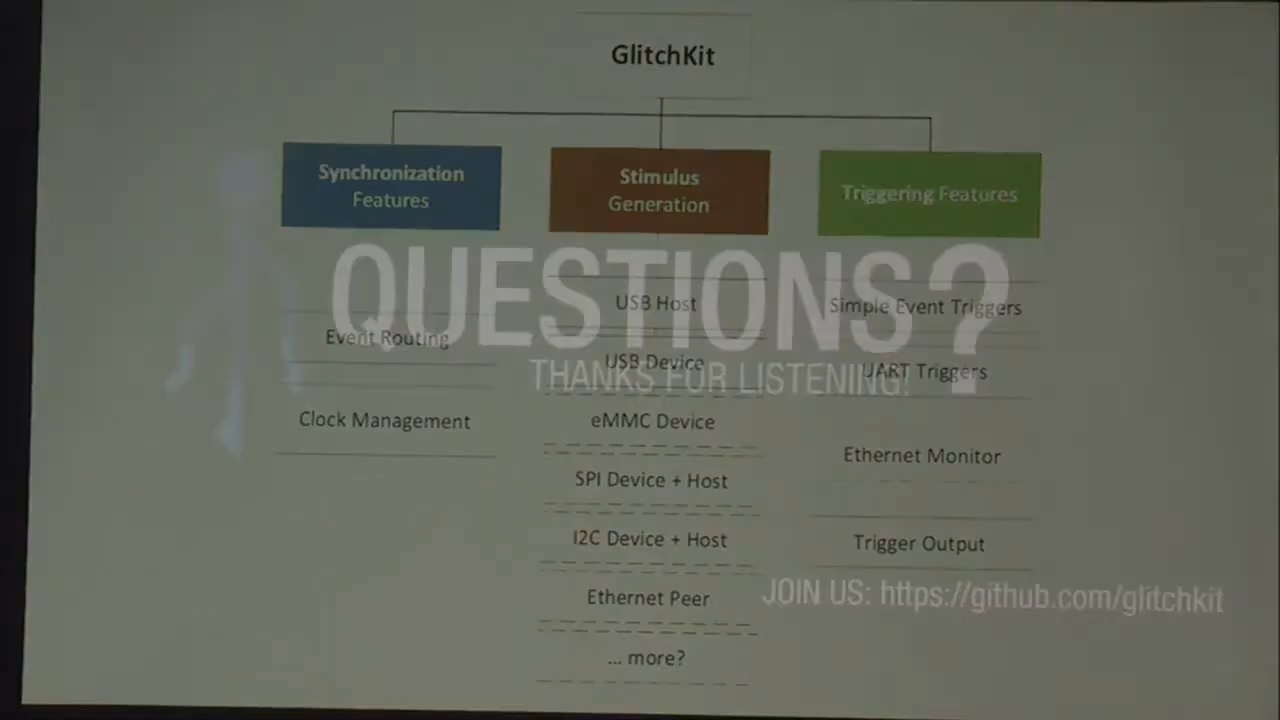 GlitchKit
Synchronization
Features
Stimulus
Generation
Triggering Features
QUESTIONS?
THANKS FOR LISTENING!
Event Routing
Clock Management
USB Host
USB Device
eMMC Device
SPI Device + Host
I2C Device + Host
Ethernet Peer
... more?
Simple Event Triggers
UART Triggers
Ethernet Monitor
Trigger Output
JOIN US: https://github.com/glitchkit